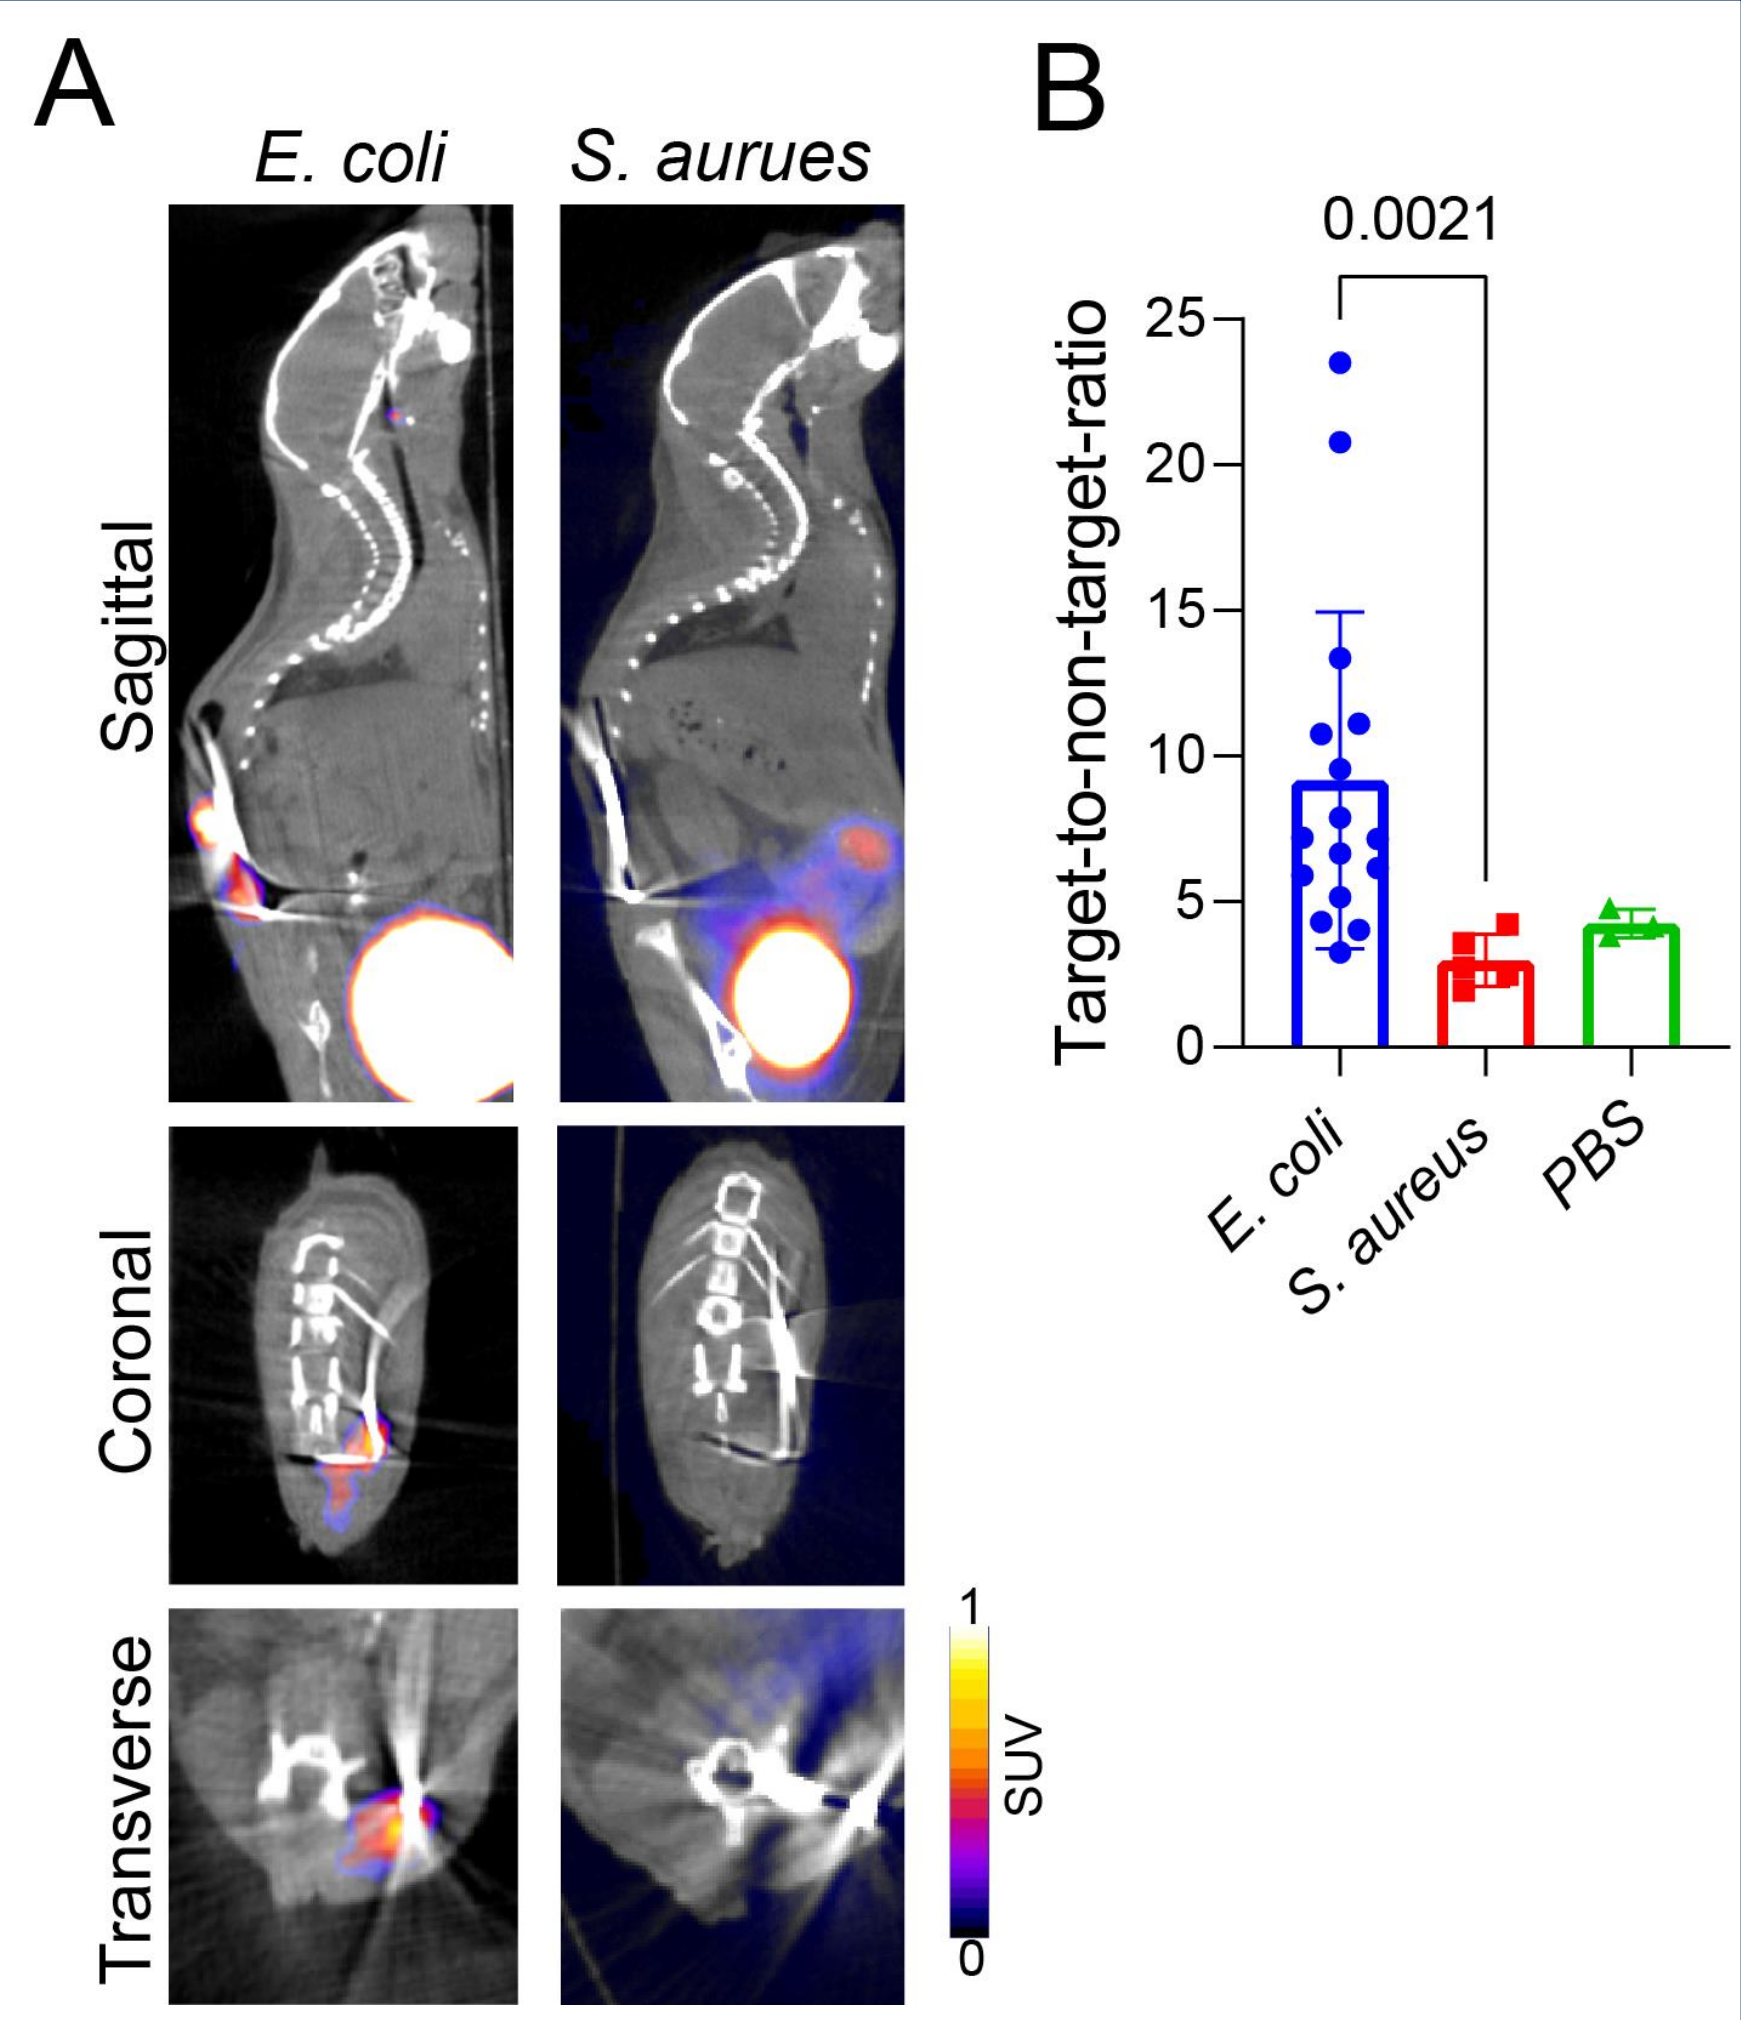 A
E. coli
S. aurues
Sagittal
Coronal
Transverse
1
SUV
0
B
0.0021
Target-to-non-target-ratio
25
20
15
10
5
0
E. coli
S. aureus
PBS